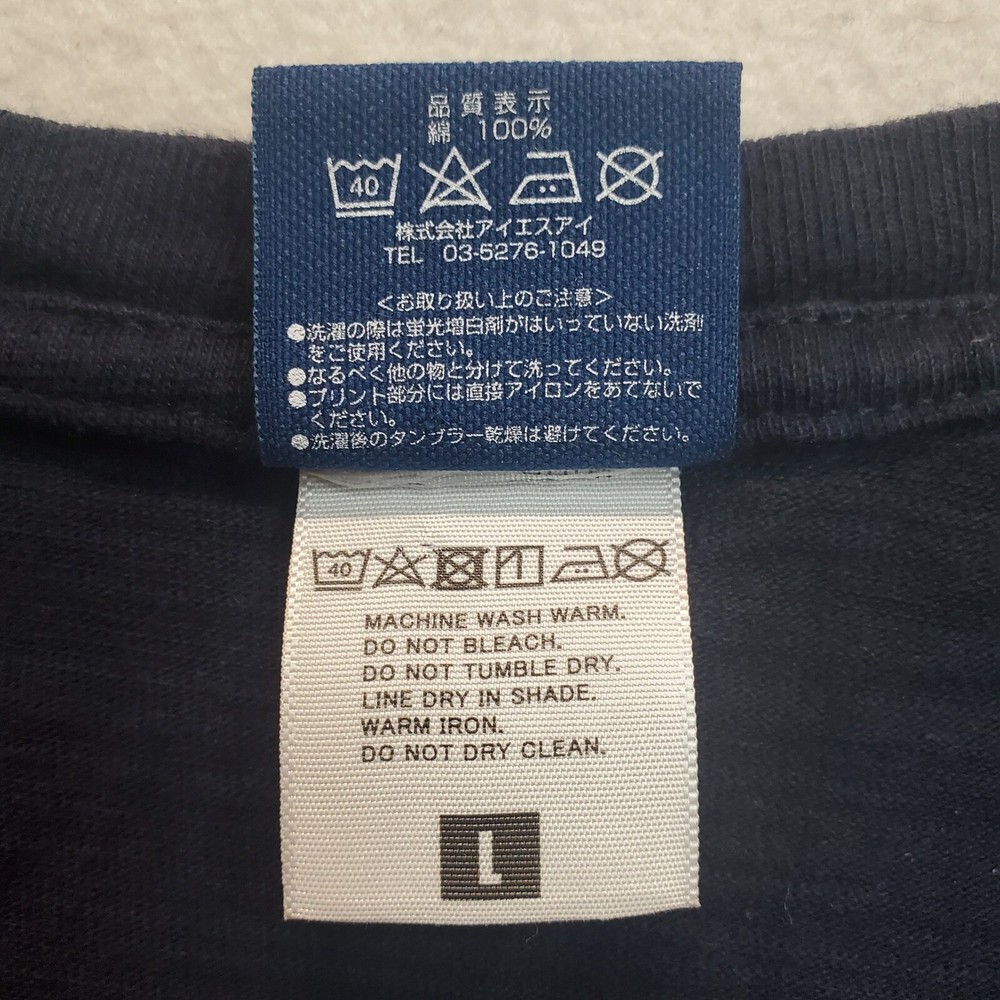 品質表示
綿 100%
40
株式会社アイエスアイ
TEL 03-5276-1049
<お取り扱い上のご注意>
●洗濯の際は蛍光増白剤がはいっていない洗剤
をご使用ください。
●なるべく他の物と分けて洗ってください。
●プリント部分には直接アイロンをあてないで
ください。
●洗濯後のタンブラー乾燥は避けてください。
40
MACHINE WASH WARM.
DO NOT BLEACH.
DO NOT TUMBLE DRY.
LINE DRY IN SHADE.
WARM IRON.
DO NOT DRY CLEAN.
L